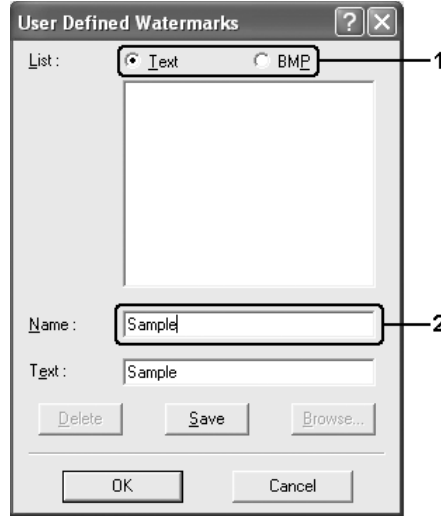 User Defined Watermarks
List : Text BMP 1
Name : Sample 2
Text : Sample
Delete Save Browse...
OK Cancel